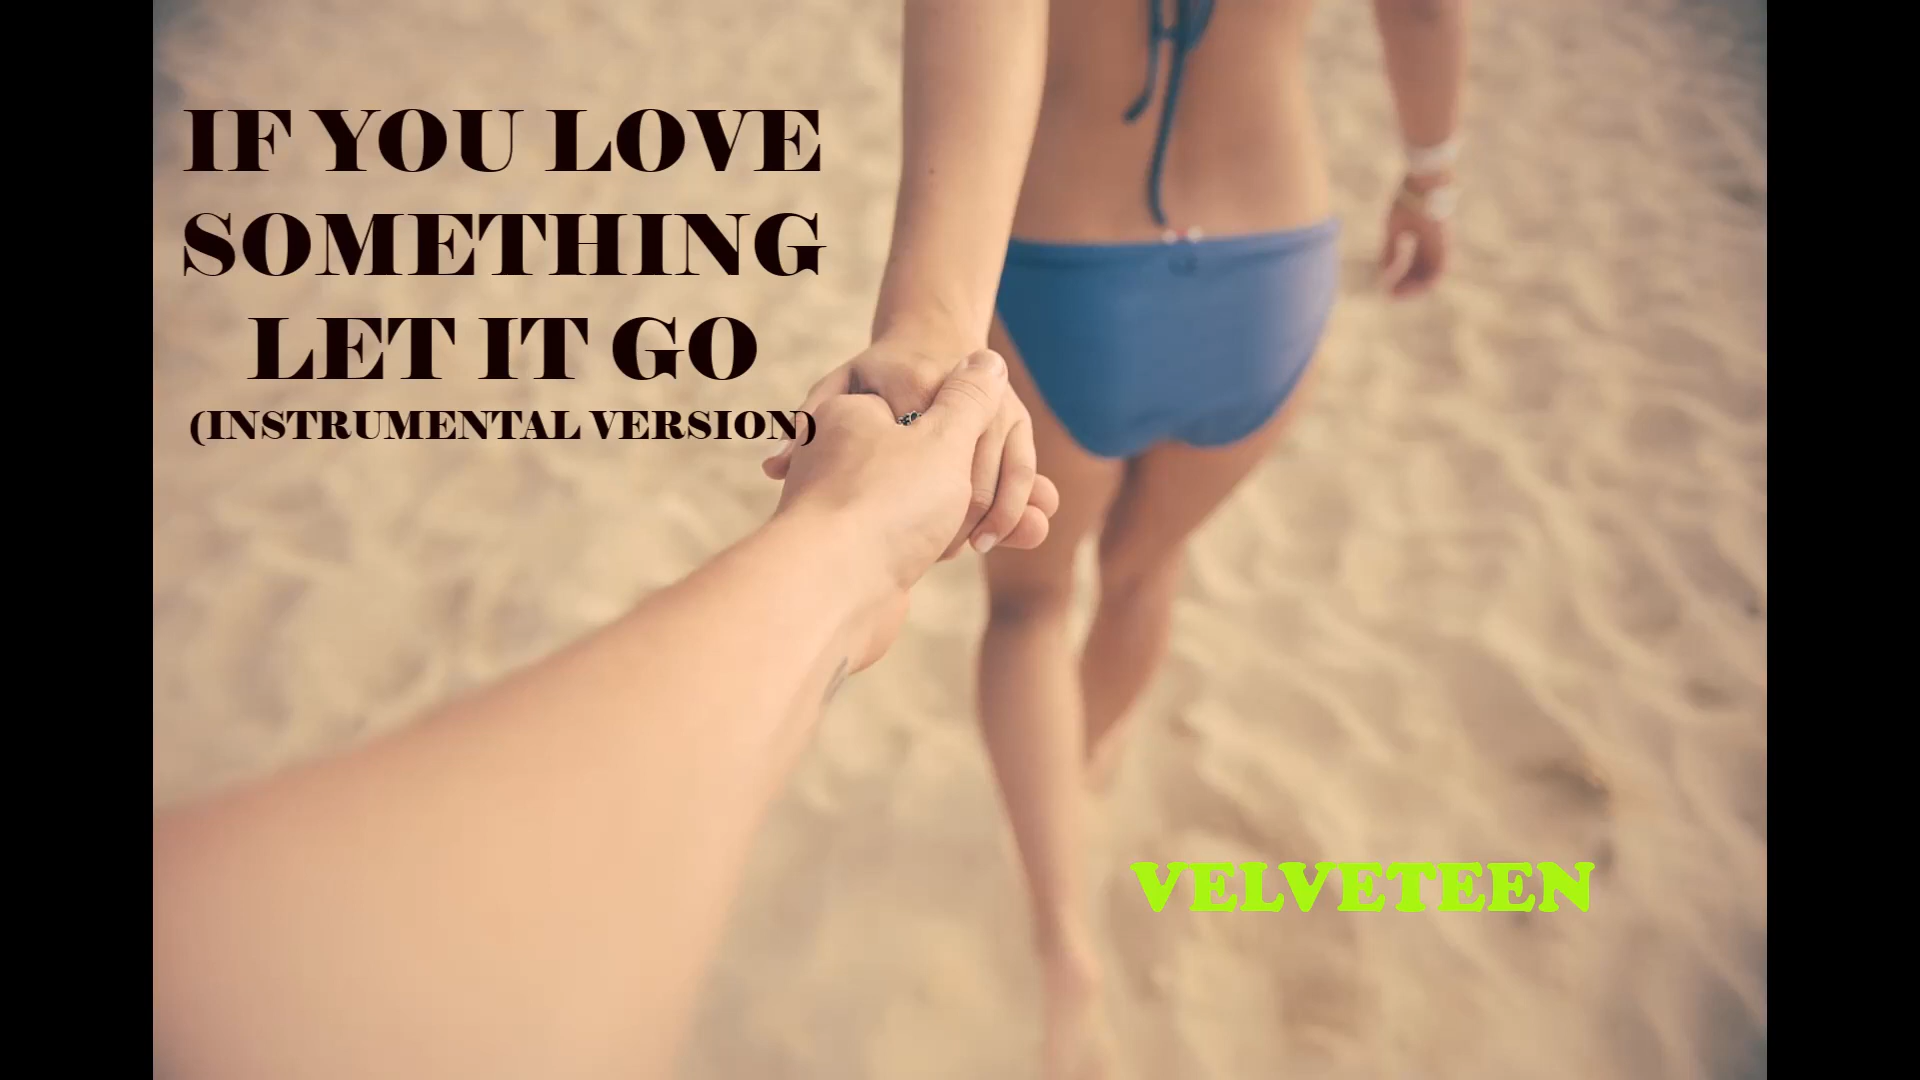 IF YOU LOVE
SOMETHING
LET IT GO
(INSTRUMENTAL VERSION)
VELVETEEN